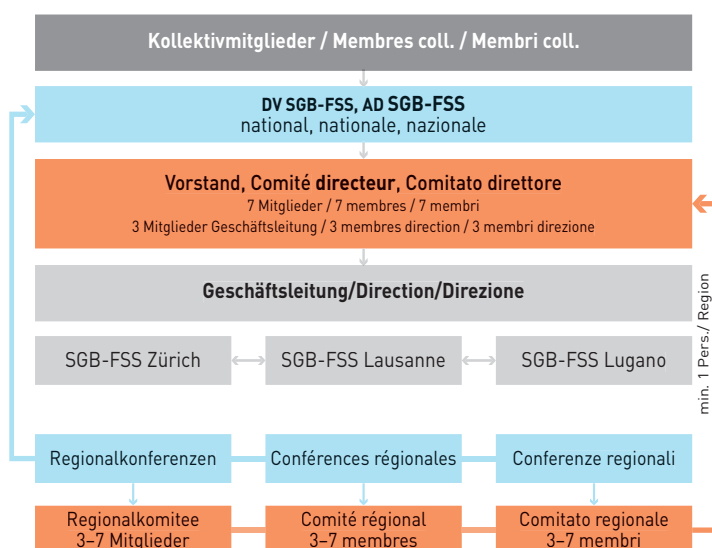 Kollektivmitglieder / Membres coll. / Membri coll.
DV SGB-FSS, AD SGB-FSS
national, nationale, nazionale
Vorstand, Comité directeur, Comitato direttore
7 Mitglieder / 7 membres / 7 membri
3 Mitglieder Geschäftsleitung / 3 membres direction / 3 membri direzione
Geschäftsleitung/Direction/Direzione
SGB-FSS Zürich
SGB-FSS Lausanne
SGB-FSS Lugano
min. 1 Pers./ Region
Regionalkonferenzen
Conférences régionales
Conferenze regionali
Regionalkomitee
3–7 Mitglieder
Comité régional
3–7 membres
Comitato regionale
3–7 membri